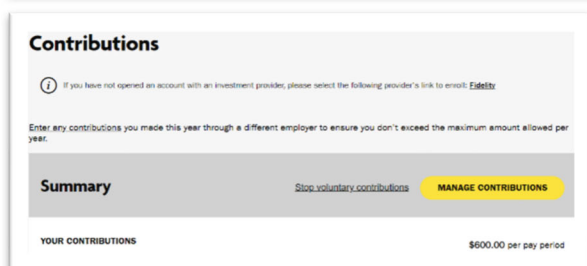 Contributions
i If you have not opened an account with an investment provider, please select the following provider's link to enroll: Fidelity
Enter any contributions you made this year through a different employer to ensure you don't exceed the maximum amount allowed per
year.
Summary
Stop voluntary contributions
MANAGE CONTRIBUTIONS
YOUR CONTRIBUTIONS
$600.00 per pay period